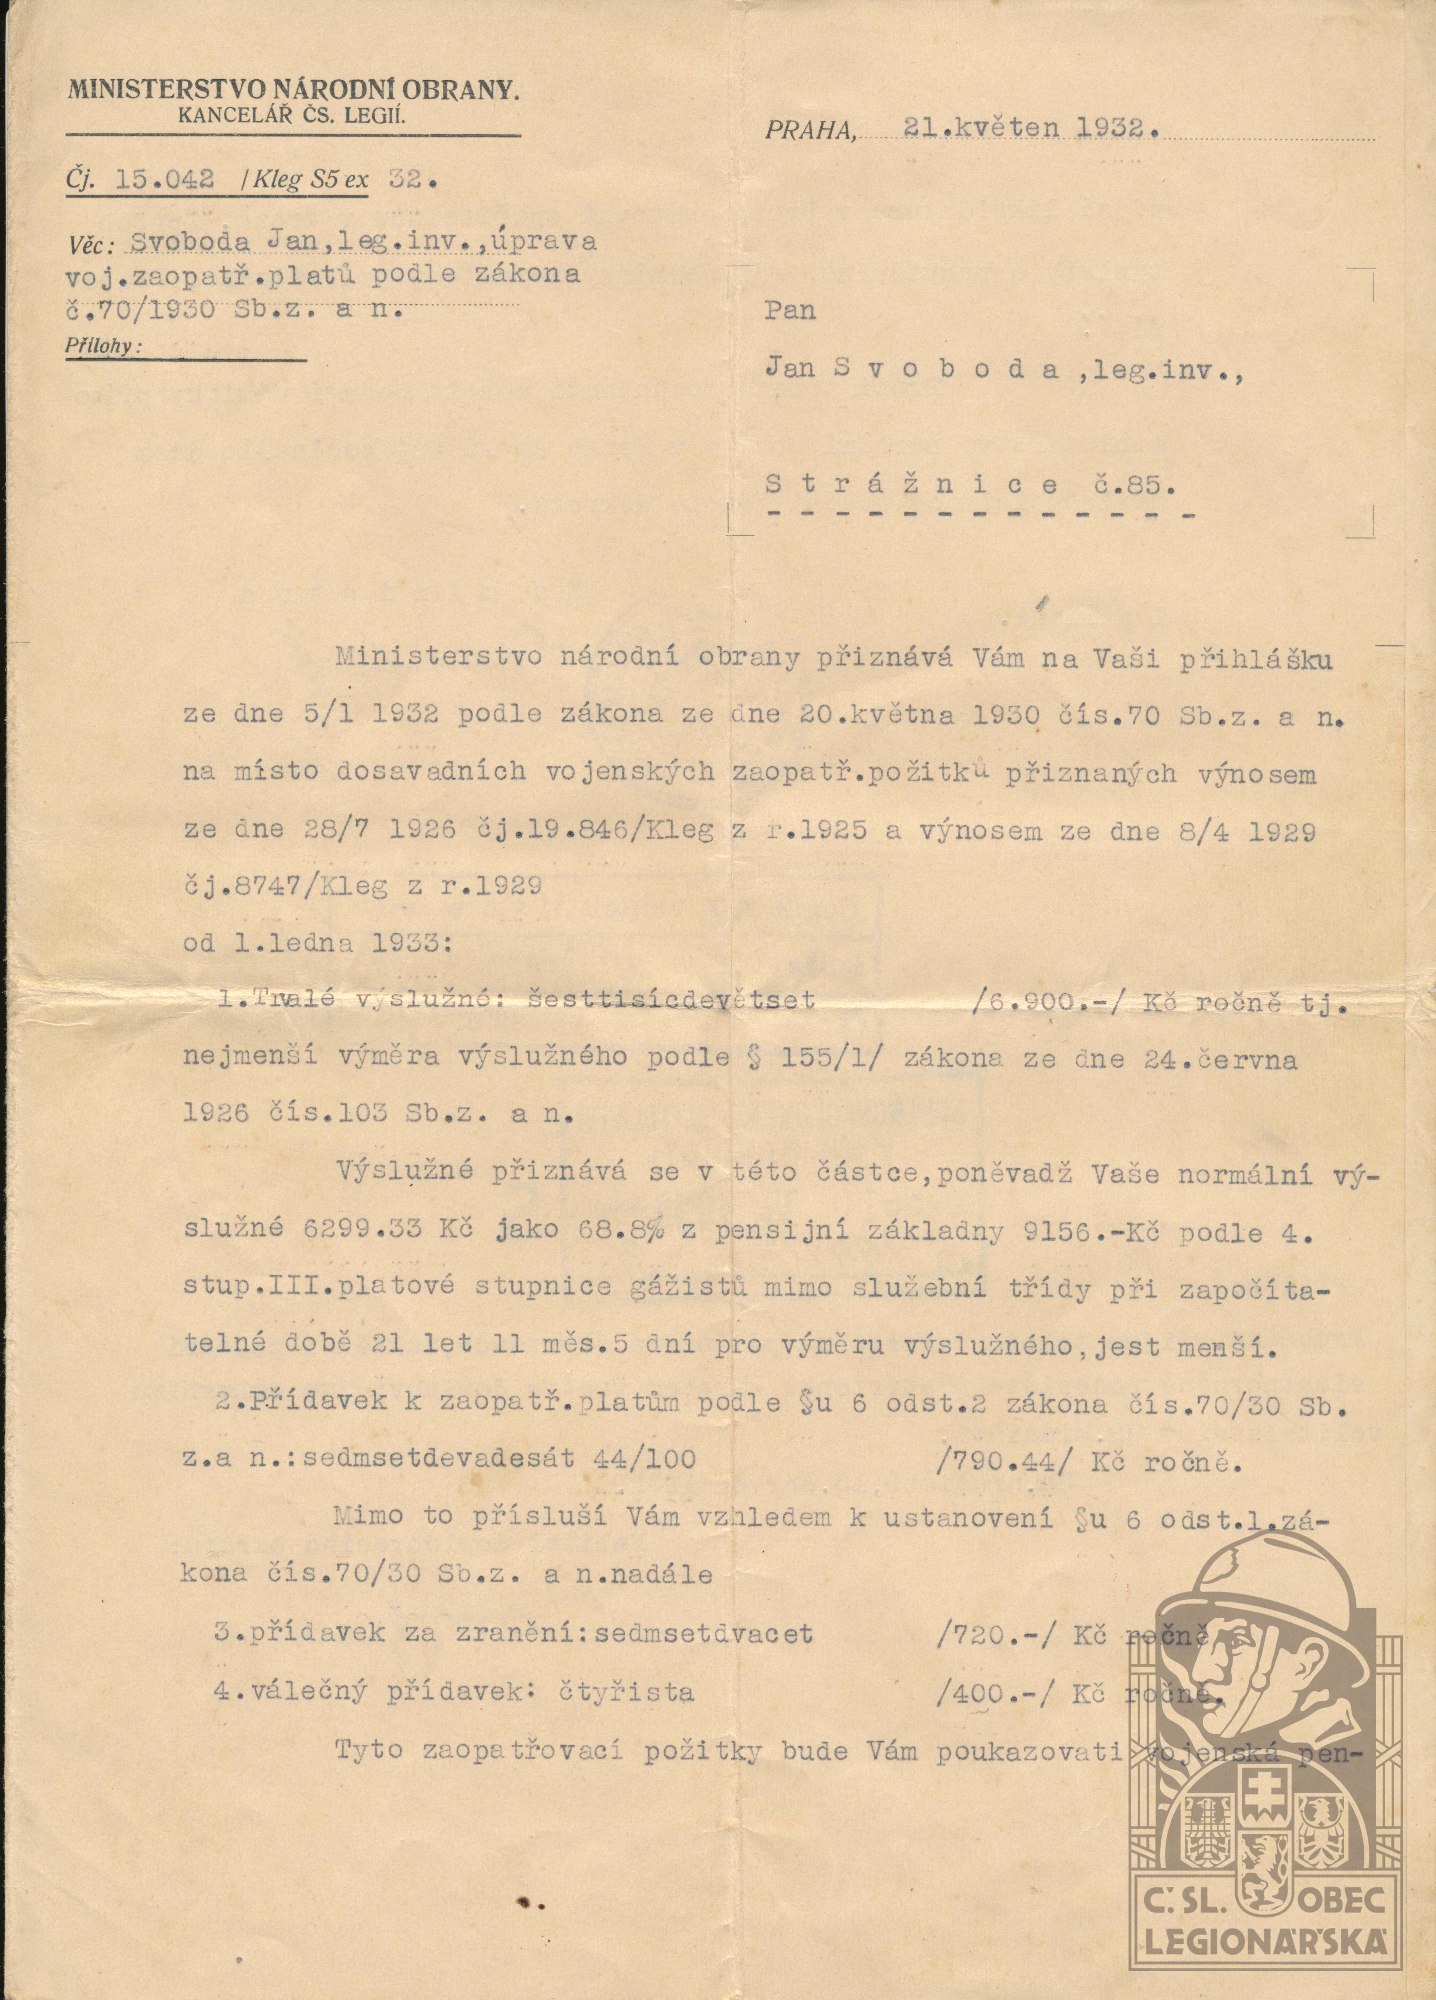 MINISTERSTVO NÁRODNÍ OBRANY.
KANCELÁŘ ČS. LEGIÍ.
PRAHA, 21.květen 1932.
Čj. 15.042 /Kleg S5 ex 32.
Věc: Svoboda Jan,leg.inv.,úprava
voj.zaopatř.platů podle zákona
č.70/1930 Sb.z. a n.
Přílohy:
Pan
Jan S v o b o d a ,leg.inv.,
S t r á ž n i c e č.85.
- - - - - - - - - - - - -
Ministerstvo národní obrany přiznává Vám na Vaši přihlášku
ze dne 5/1 1932 podle zákona ze dne 20.května 1930 čís.70 Sb.z. a n.
na místo dosavadních vojenských zaopatř.požitků přiznaných výnosem
ze dne 28/7 1926 čj.19.846/Kleg z r.1925 a výnosem ze dne 8/4 1929
čj.8747/Kleg z r.1929
od 1.ledna 1933:
1.Trvalé výslužné: šesttisícdevětset /6.900.-/ Kč ročně tj.
nejmenší výměra výslužného podle § 155/1/ zákona ze dne 24.června
1926 čís.103 Sb.z. a n.
Výslužné přiznává se v této částce,poněvadž Vaše normální vý-
služné 6299.33 Kč jako 68.8% z pensijní základny 9156.-Kč podle 4.
stup.III.platové stupnice gážistů mimo služební třídy při započíta-
telné době 21 let 11 měs.5 dní pro výměru výslužného,jest menší.
2.Přídavek k zaopatř.platům podle §u 6 odst.2 zákona čís.70/30 Sb.
z.a n.:sedmsetdevadesát 44/100 /790.44/ Kč ročně.
Mimo to přísluší Vám vzhledem k ustanovení §u 6 odst.1.zá-
kona čís.70/30 Sb.z. a n.nadále
3.přídavek za zranění:sedmsetdvacet /720.-/ Kč ročně
4.válečný přídavek: čtyřista /400.-/ Kč ročně.
Tyto zaopatřovací požitky bude Vám poukazovati vojenská pen-
Č.SL. OBEC
LEGIONÁŘSKÁ